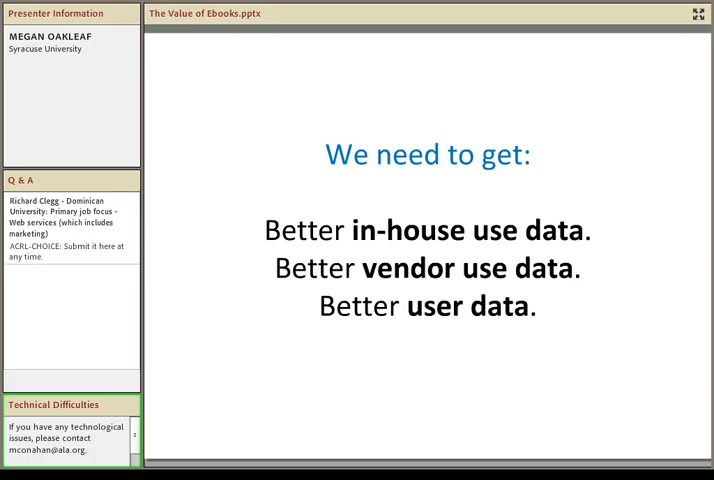 Presenter Information
MEGAN OAKLEAF
Syracuse University
Q & A
Richard Clegg - Dominican
University: Primary job focus -
Web services (which includes
marketing)
ACRL-CHOICE: Submit it here at
any time.
Technical Difficulties
If you have any technological
issues, please contact
mconahan@ala.org.
The Value of Ebooks.pptx
We need to get:
Better in-house use data.
Better vendor use data.
Better user data.